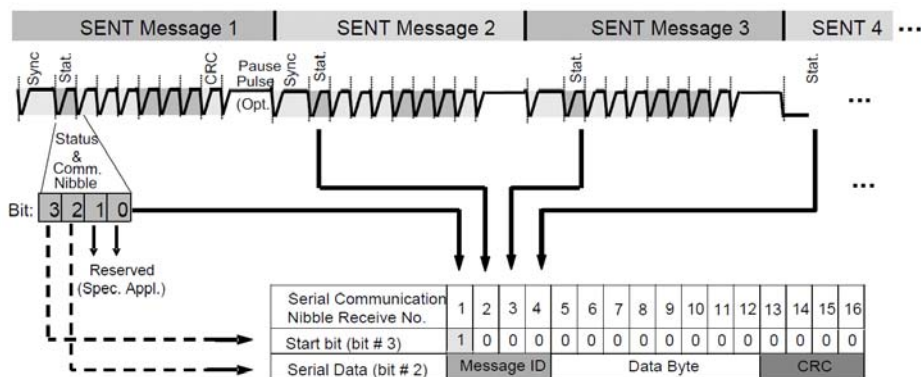 SENT Message 1 SENT Message 2 SENT Message 3 SENT 4 ...
Sync Stat. CRC Pause Pulse (Opt. Sync Stat. Stat. Stat.
...
Status & Comm. Nibble
...
Bit: 3 2 1 0
Reserved
(Spec. Appl.)
Serial Communication Nibble Receive No. 1 2 3 4 5 6 7 8 9 10 11 12 13 14 15 16
Start bit (bit # 3) 1 0 0 0 0 0 0 0 0 0 0 0 0 0 0 0
Serial Data (bit # 2) Message ID Data Byte CRC